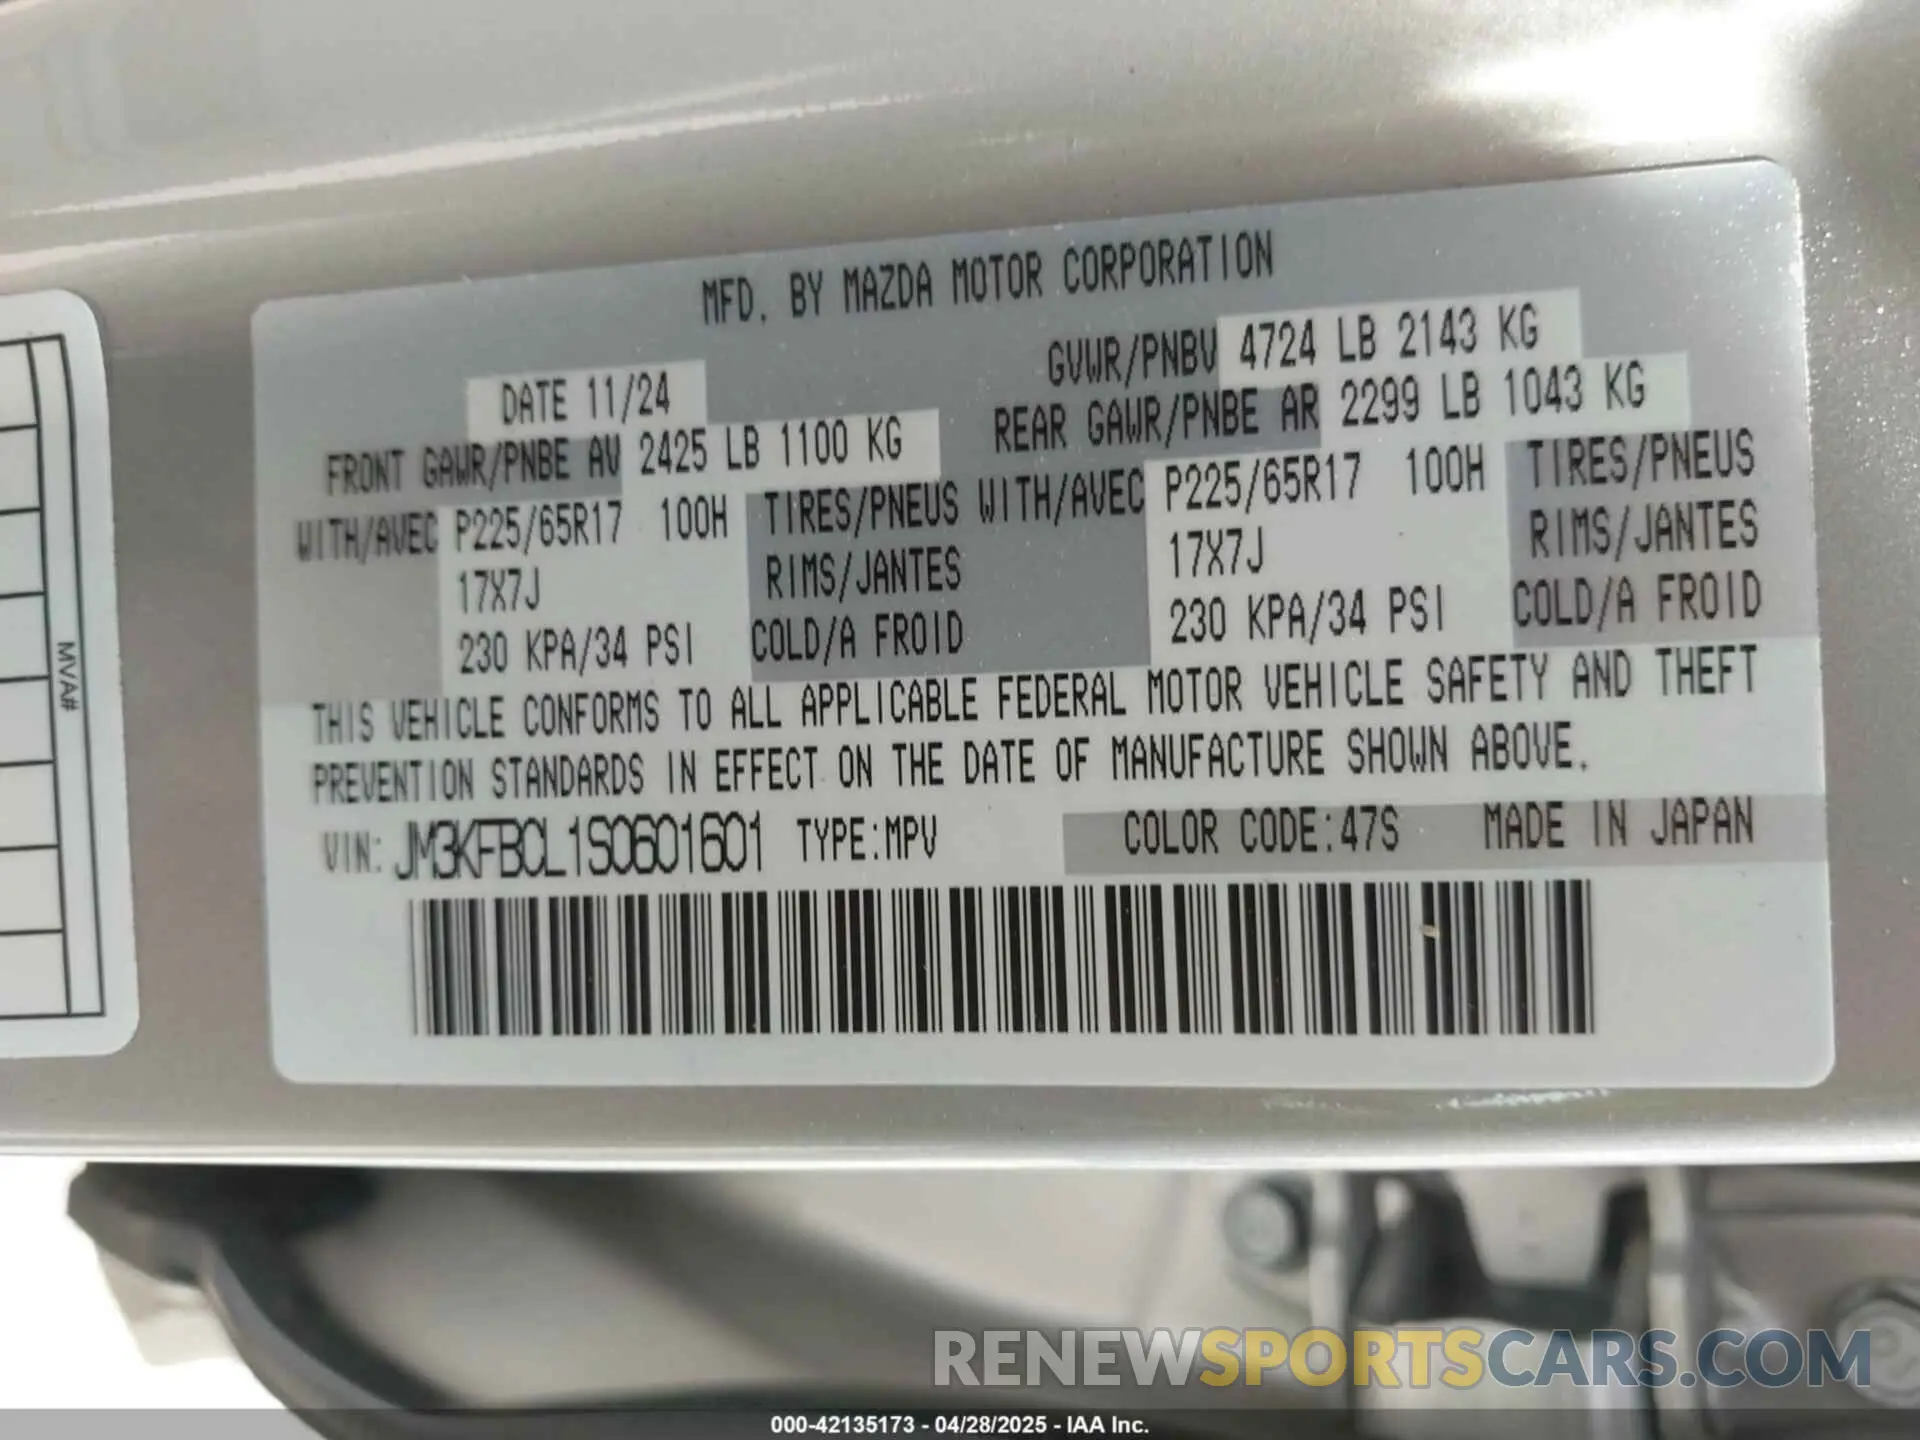 MFD. BY MAZDA MOTOR CORPORATION
DATE 11/24
GVWR/PNBV 4724 LB 2143 KG
FRONT GAWR/PNBE AV 2425 LB 1100 KG
REAR GAWR/PNBE AR 2299 LB 1043 KG
WITH/AVEC P225/65R17 100H TIRES/PNEUS WITH/AVEC P225/65R17 100H TIRES/PNEUS
17X7J RIMS/JANTES 17X7J RIMS/JANTES
230 KPA/34 PSI COLD/A FROID 230 KPA/34 PSI COLD/A FROID
THIS VEHICLE CONFORMS TO ALL APPLICABLE FEDERAL MOTOR VEHICLE SAFETY AND THEFT
PREVENTION STANDARDS IN EFFECT ON THE DATE OF MANUFACTURE SHOWN ABOVE.
VIN: JM3KFBCL1S0601601 TYPE:MPV COLOR CODE:47S MADE IN JAPAN
MVA#
RENEWSPORTSCARS.COM
000-42135173 - 04/28/2025 - IAA Inc.